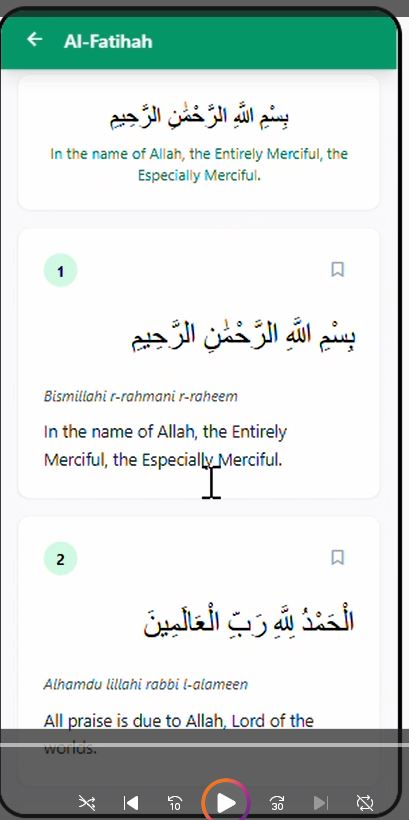 Al-Fatihah
بِسْمِ اللَّهِ الرَّحْمَٰنِ الرَّحِيمِ
In the name of Allah, the Entirely Merciful, the
Especially Merciful.
1
بِسْمِ اللَّهِ الرَّحْمَٰنِ الرَّحِيمِ
Bismillahi r-rahmani r-raheem
In the name of Allah, the Entirely
Merciful, the Especially Merciful.
2
الْحَمْدُ لِلَّهِ رَبِّ الْعَالَمِينَ
Alhamdu lillahi rabbi l-alameen
All praise is due to Allah, Lord of the
worlds.
10
30